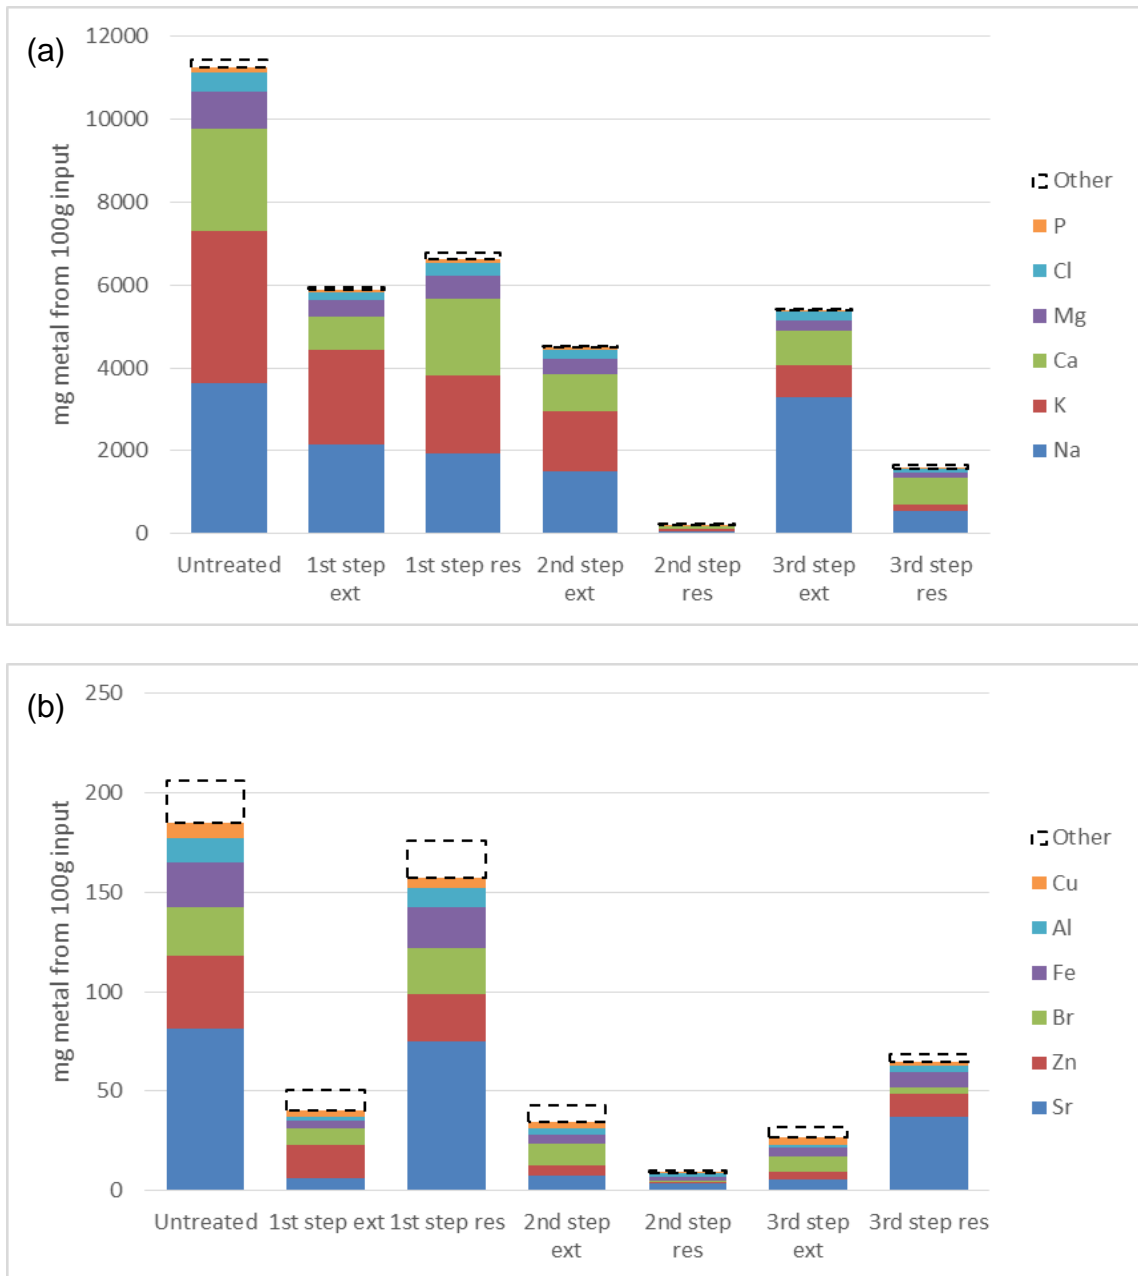 (a)
mg metal from 100g input
12000
10000
8000
6000
4000
2000
0
Untreated
1st step
ext
1st step res
2nd step
ext
2nd step
res
3rd step
ext
3rd step
res
Other
P
Cl
Mg
Ca
K
Na
(b)
mg metal from 100g input
250
200
150
100
50
0
Untreated
1st step ext
1st step res
2nd step
ext
2nd step
res
3rd step
ext
3rd step res
Other
Cu
Al
Fe
Br
Zn
Sr